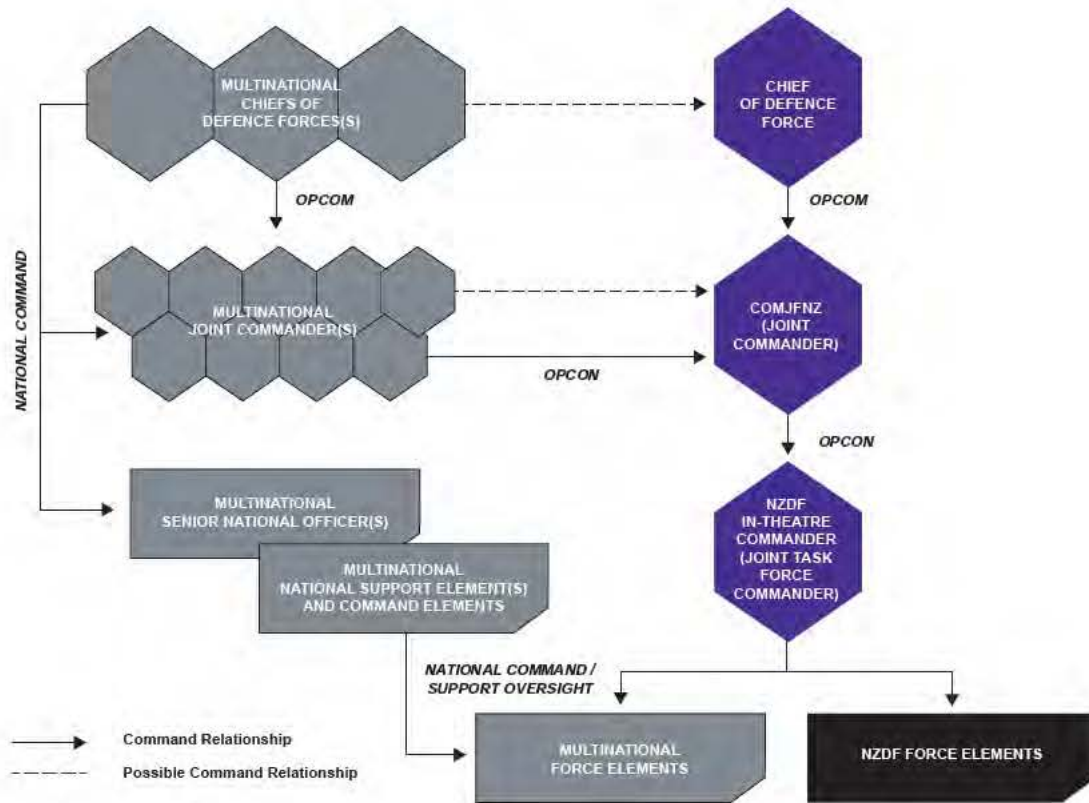 MULTINATIONAL
CHIEFS OF
DEFENCE FORCES(S)
CHIEF
OF DEFENCE
FORCE
OPCOM
OPCOM
NATIONAL COMMAND
MULTINATIONAL
JOINT COMMANDER(S)
COMJFNZ
(JOINT
COMMANDER)
OPCON
OPCON
MULTINATIONAL
SENIOR NATIONAL OFFICER(S)
NZDF
IN-THEATRE
COMMANDER
(JOINT TASK
FORCE
COMMANDER)
MULTINATIONAL
NATIONAL SUPPORT ELEMENT(S)
AND COMMAND ELEMENTS
NATIONAL COMMAND /
SUPPORT OVERSIGHT
MULTINATIONAL
FORCE ELEMENTS
NZDF FORCE ELEMENTS
Command Relationship
Possible Command Relationship